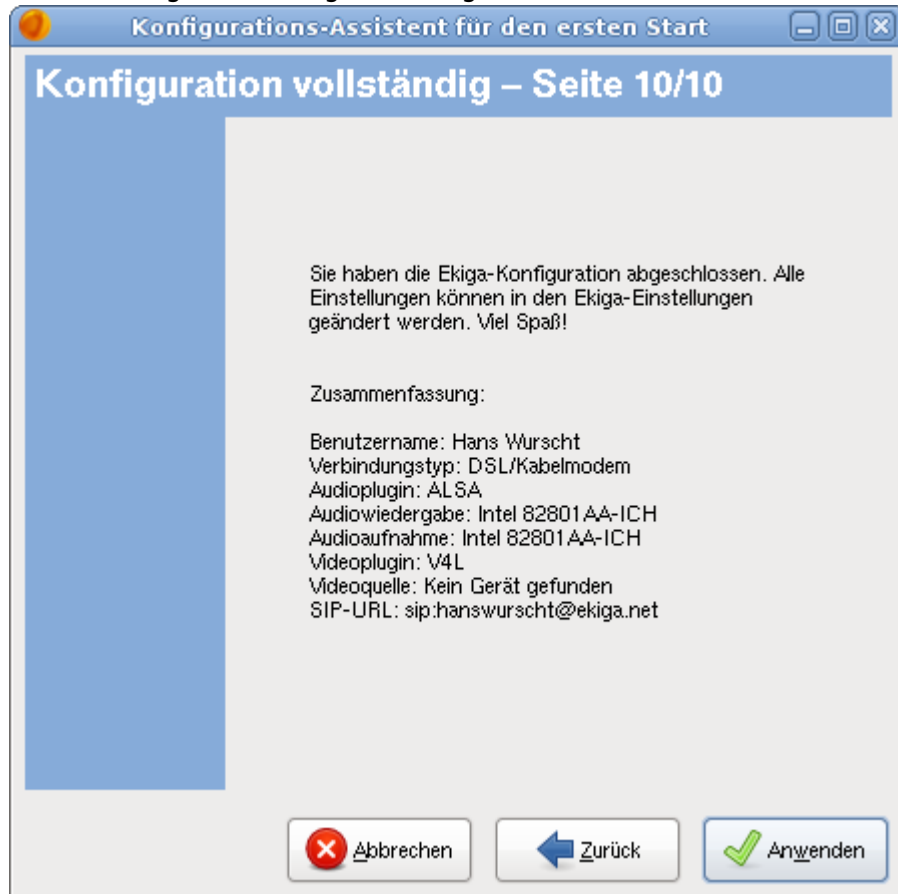 Konfigurations-Assistent für den ersten Start
Konfiguration vollständig – Seite 10/10
Sie haben die Ekiga-Konfiguration abgeschlossen. Alle
Einstellungen können in den Ekiga-Einstellungen
geändert werden. Viel Spaß!
Zusammenfassung:
Benutzername: Hans Wurscht
Verbindungstyp: DSL/Kabelmodem
Audioplugin: ALSA
Audiowiedergabe: Intel 82801AA-ICH
Audioaufnahme: Intel 82801AA-ICH
Videoplugin: V4L
Videoquelle: Kein Gerät gefunden
SIP-URL: sip:hanswurscht@ekiga.net
Abbrechen
Zurück
Anwenden